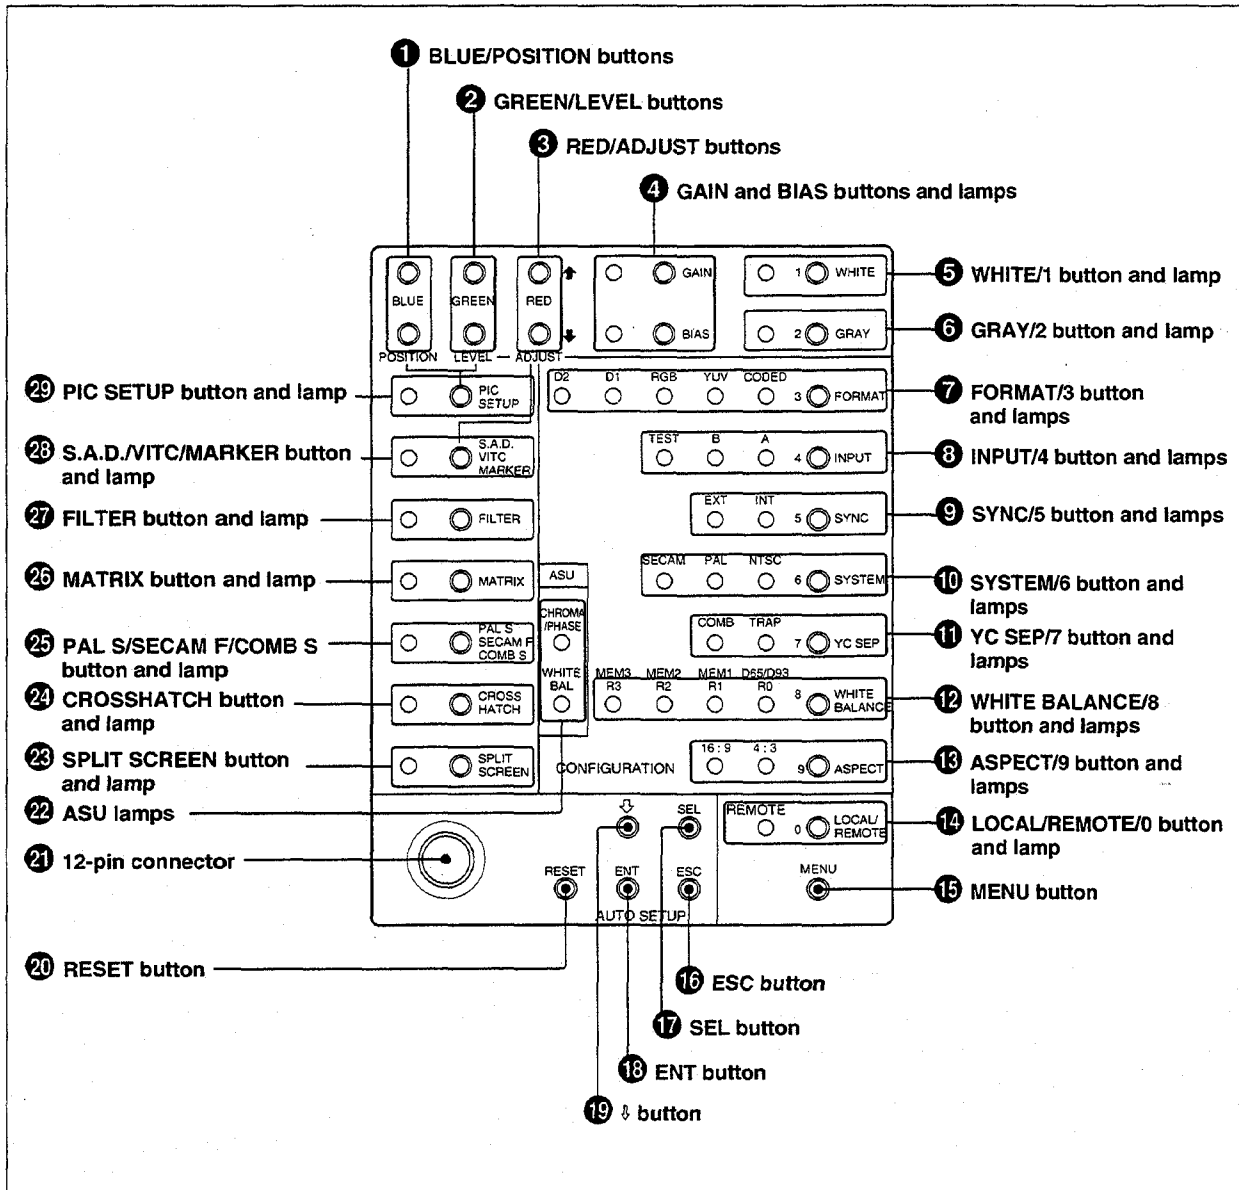 1 BLUE/POSITION buttons
2 GREEN/LEVEL buttons
3 RED/ADJUST buttons
4 GAIN and BIAS buttons and lamps
5 WHITE/1 button and lamp
6 GRAY/2 button and lamp
7 FORMAT/3 button
and lamps
8 INPUT/4 button and lamps
9 SYNC/5 button and lamps
10 SYSTEM/6 button and
lamps
11 YC SEP/7 button and
lamps
12 WHITE BALANCE/8
button and lamps
13 ASPECT/9 button and
lamps
14 LOCAL/REMOTE/0 button
and lamp
15 MENU button
16 ESC button
17 SEL button
18 ENT button
19 ⇩ button
20 RESET button
21 12-pin connector
22 ASU lamps
23 SPLIT SCREEN button
and lamp
24 CROSSHATCH button
and lamp
25 PAL S/SECAM F/COMB S
button and lamp
26 MATRIX button and lamp
27 FILTER button and lamp
28 S.A.D./VITC/MARKER button
and lamp
29 PIC SETUP button and lamp
BLUE
GREEN
RED
POSITION
LEVEL
ADJUST
GAIN
BIAS
1 WHITE
2 GRAY
PIC
SETUP
S.A.D.
VITC
MARKER
FILTER
MATRIX
PAL S
SECAM F
COMB S
CROSS
HATCH
SPLIT
SCREEN
ASU
CHROMA
/PHASE
WHITE
BAL
D2 D1 RGB YUV CODED
3 FORMAT
TEST B A
4 INPUT
EXT INT
5 SYNC
SECAM PAL NTSC
6 SYSTEM
COMB TRAP
7 YC SEP
MEM3 MEM2 MEM1 D65/D93
R3 R2 R1 R0
8 WHITE
BALANCE
16 : 9 4 : 3
9 ASPECT
CONFIGURATION
⇩ SEL
REMOTE
0 LOCAL/
REMOTE
RESET ENT ESC
MENU
AUTO SETUP